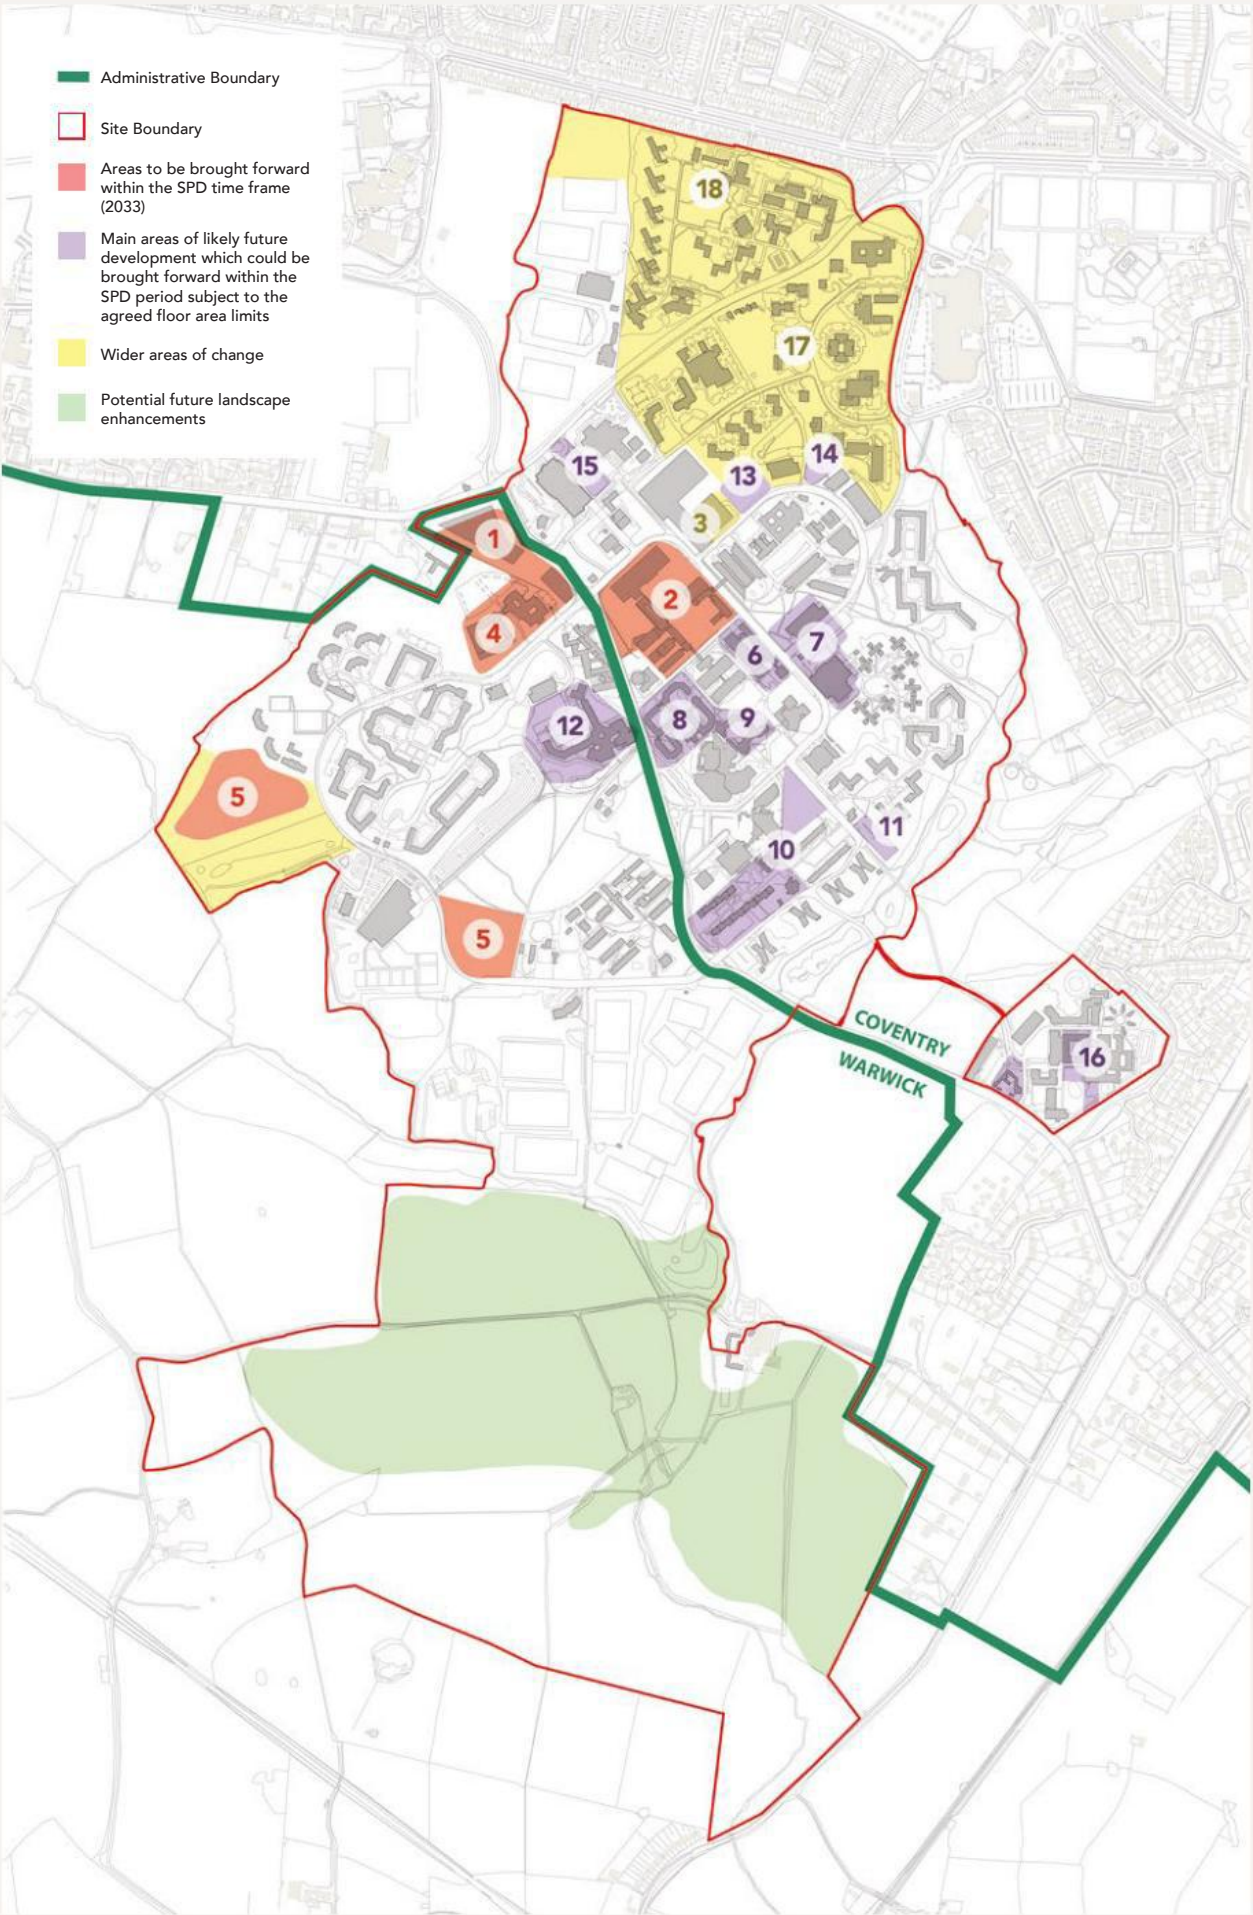 Administrative Boundary
Site Boundary
Areas to be brought forward
within the SPD time frame
(2033)
Main areas of likely future
development which could be
brought forward within the
SPD period subject to the
agreed floor area limits
Wider areas of change
Potential future landscape
enhancements
18
17
15
14
13
3
1
2
4
7
6
12
8
9
5
11
10
5
COVENTRY
WARWICK
16